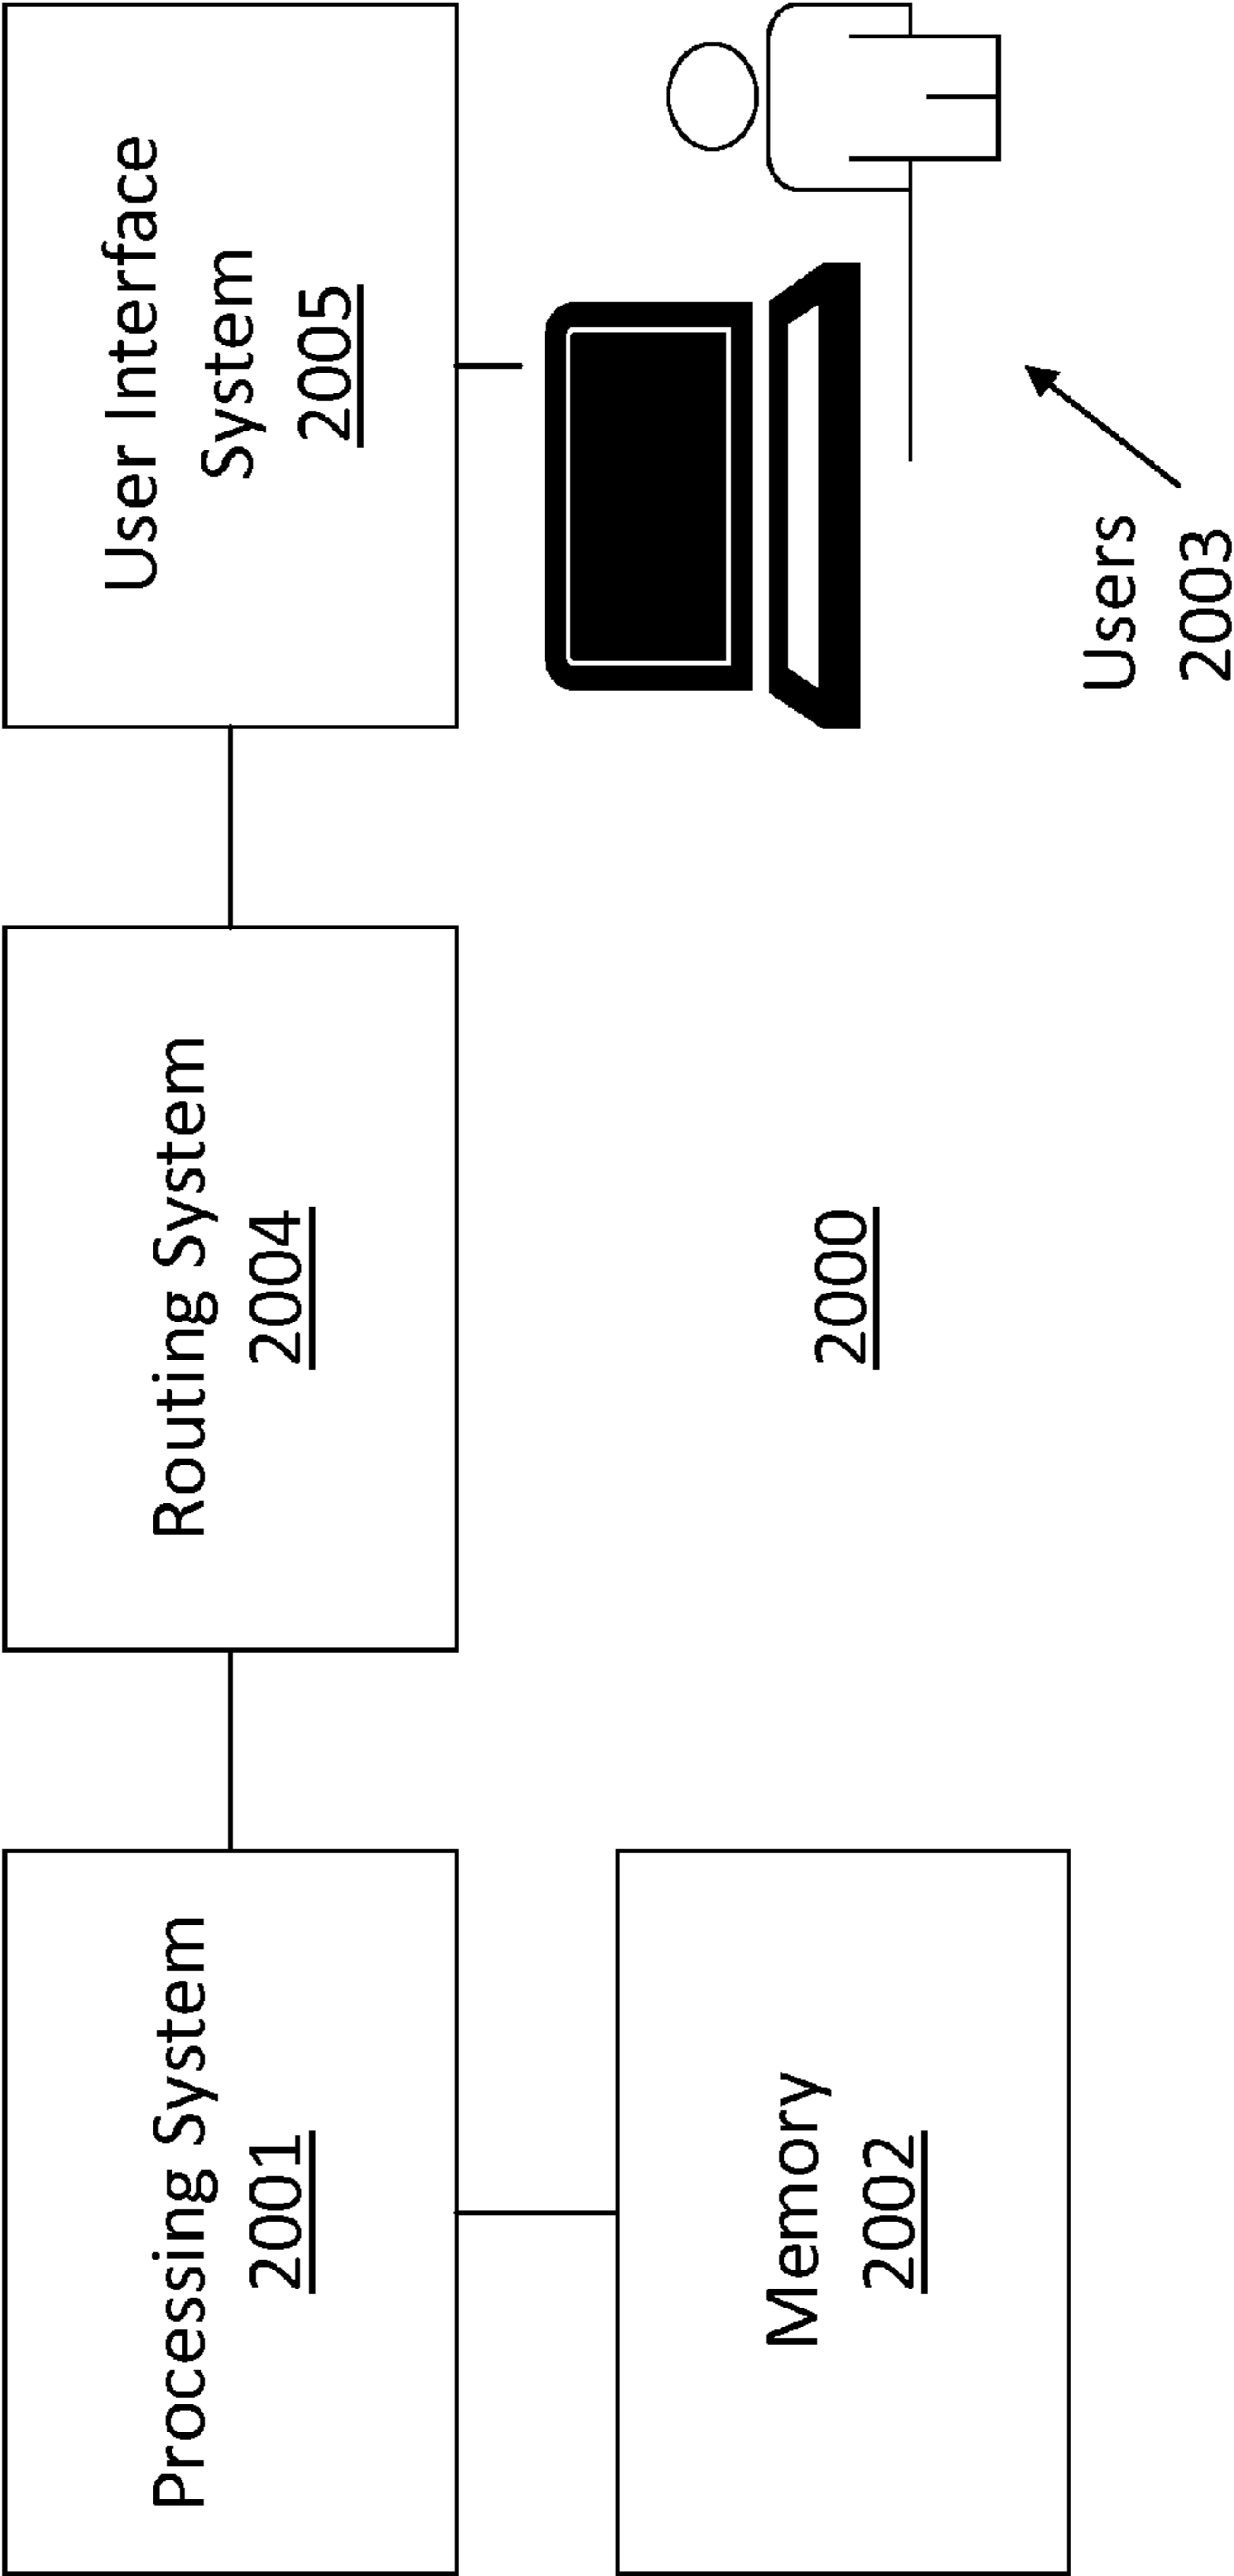 Processing System
2001
Routing System
2004
User Interface
System
2005
Memory
2002
2000
Users
2003